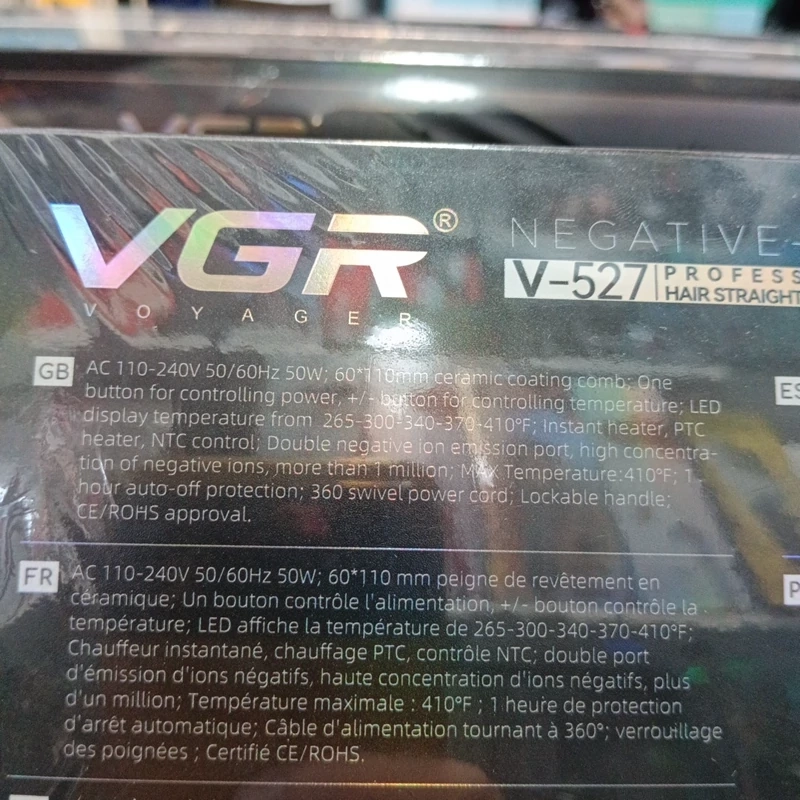 VGR®
VOYAGER
NEGATIVE-
V-527
PROFESS
HAIR STRAIGHT
GB
AC 110-240V 50/60Hz 50W; 60*110mm ceramic coating comb; One
button for controlling power, +/- button for controlling temperature; LED
display temperature from 265-300-340-370-410°F; Instant heater, PTC
heater, NTC control; Double negative ion emission port, high concentra-
tion of negative ions, more than 1 million; MAX Temperature:410°F; 1
hour auto-off protection; 360 swivel power cord; Lockable handle;
CE/ROHS approval.
ES
FR
AC 110-240V 50/60Hz 50W; 60*110 mm peigne de revêtement en
céramique; Un bouton contrôle l'alimentation, +/- bouton contrôle la
température; LED affiche la température de 265-300-340-370-410°F;
Chauffeur instantané, chauffage PTC, contrôle NTC; double port
d'émission d'ions négatifs, haute concentration d'ions négatifs, plus
d'un million; Température maximale : 410°F ; 1 heure de protection
d'arrêt automatique; Câble d'alimentation tournant à 360°; verrouillage
des poignées ; Certifié CE/ROHS.
P